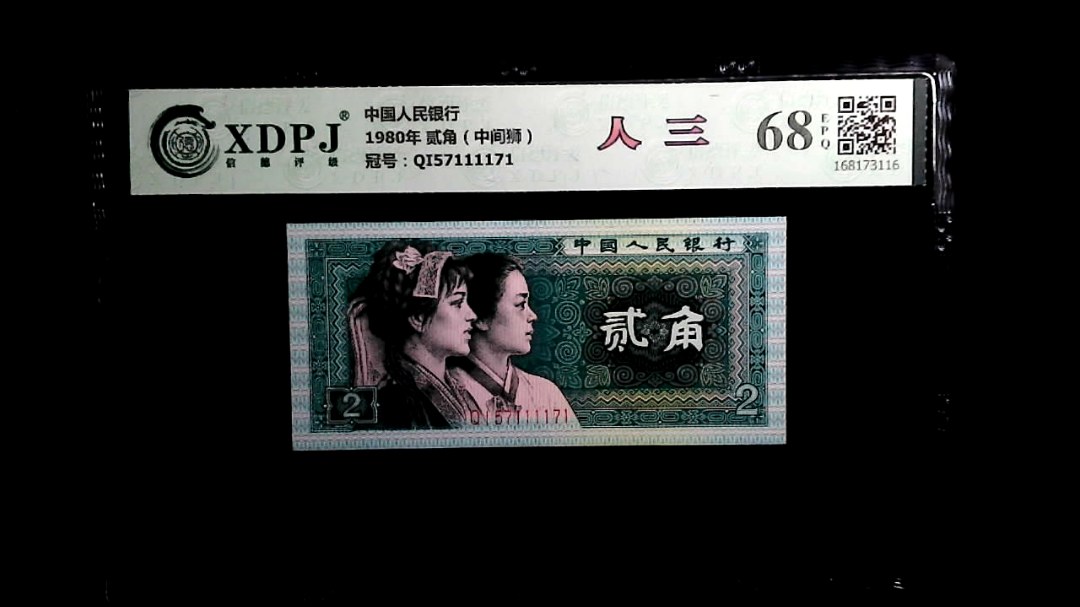 XDPJ®
信德评级
中国人民银行
1980年 贰角（中间狮）
冠号：QI57111171
人三
68
EPQ
168173116
中国人民银行
贰角
2
2
QI57111171